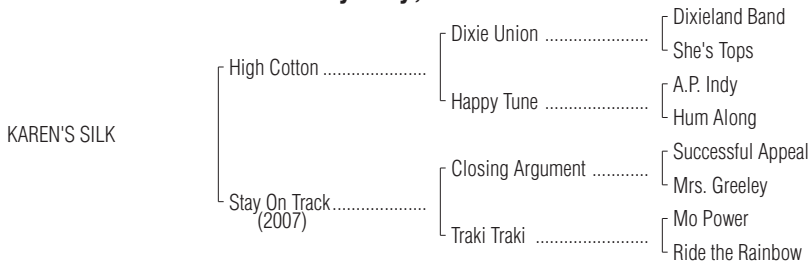 Dixieland Band
Dixie Union ......................
She's Tops
High Cotton ......................
A.P. Indy
Happy Tune ......................
Hum Along
KAREN'S SILK
Successful Appeal
Closing Argument ............
Mrs. Greeley
Stay On Track....................
(2007)
Mo Power
Traki Traki ........................
Ride the Rainbow